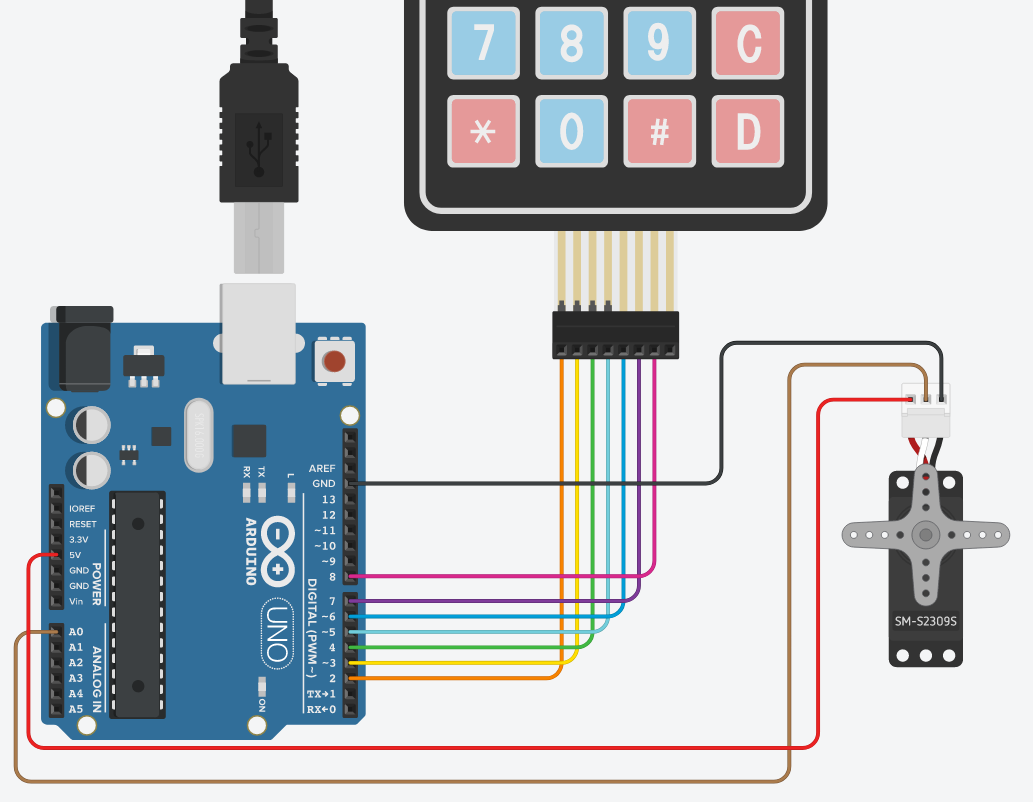 7 8 9 C
* 0 # D
AREF
GND
13
12
~11
~10
~9
8
7
~6
~5
4
~3
2
TX→1
RX←0
DIGITAL (PWM~)
RX
TX
L
ARDUINO
UNO
ON
IOREF
RESET
3.3V
5V
GND
GND
Vin
POWER
A0
A1
A2
A3
A4
A5
ANALOG IN
SM-S2309S